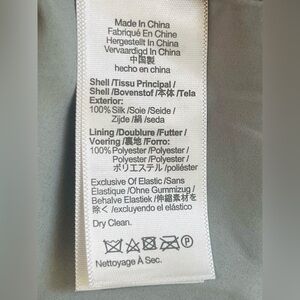 Made In China
Fabriqué En Chine
Hergestellt In China
Vervaardigd In China
中国製
hecho en china
Shell /Tissu Principal /
Shell /Bovenstof /本体 /Tela
Exterior:
100% Silk /Soie /Seide /
Zijde /絹 /seda
Lining /Doublure /Futter /
Voering /裏地 /Forro:
100% Polyester /Polyester /
Polyester /Polyester /
ポリエステル /poliéster
Exclusive Of Elastic /Sans
Élastique /Ohne Gummizug /
Behalve Elastiek /伸縮素材を
除く /excluyendo el elástico
Dry Clean.
P
Nettoyage À Sec.